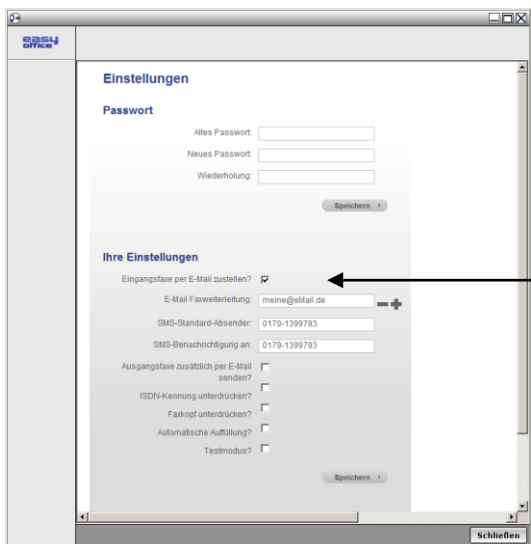 easy
office
Einstellungen
Passwort
Altes Passwort:
Neues Passwort:
Wiederholung:
Speichern
Ihre Einstellungen
Eingangsfaxe per E-Mail zustellen?
E-Mail Faxweiterleitung: meine@eMail.de
SMS-Standard-Absender: 0179-1399793
SMS-Benachrichtigung an: 0179-1399793
Ausgangsfaxe zusätzlich per E-Mail
senden?
ISDN-Kennung unterdrücken?
Faxkopf unterdrücken?
Automatische Auffüllung?
Testmodus?
Speichern
Schließen